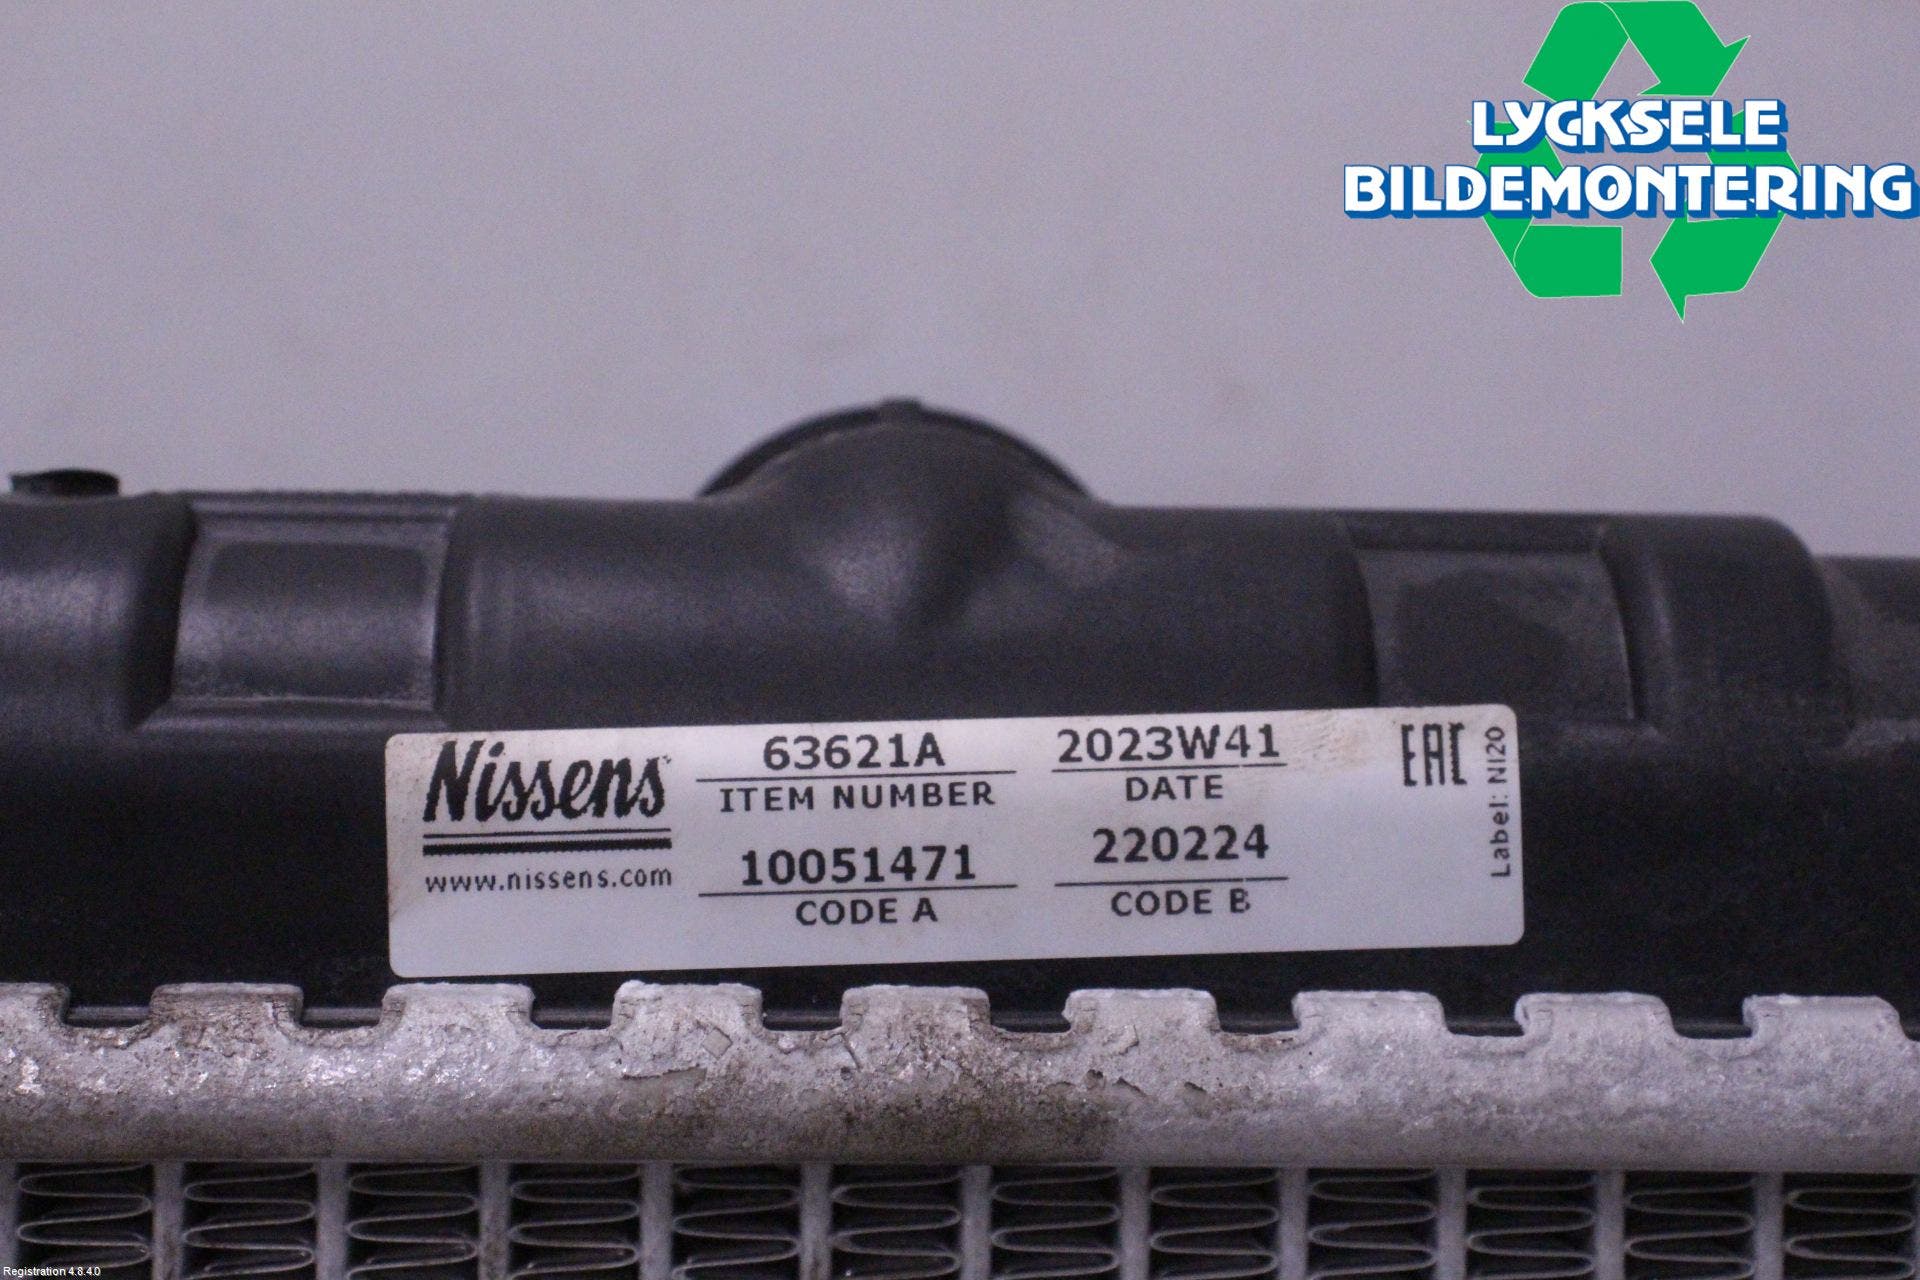 LYCKSELE
BILDEMONTERING
Nissens
www.nissens.com
63621A
ITEM NUMBER
10051471
CODE A
2023W41
DATE
220224
CODE B
EAC
Label: NI20
Registration 4.8.4.0